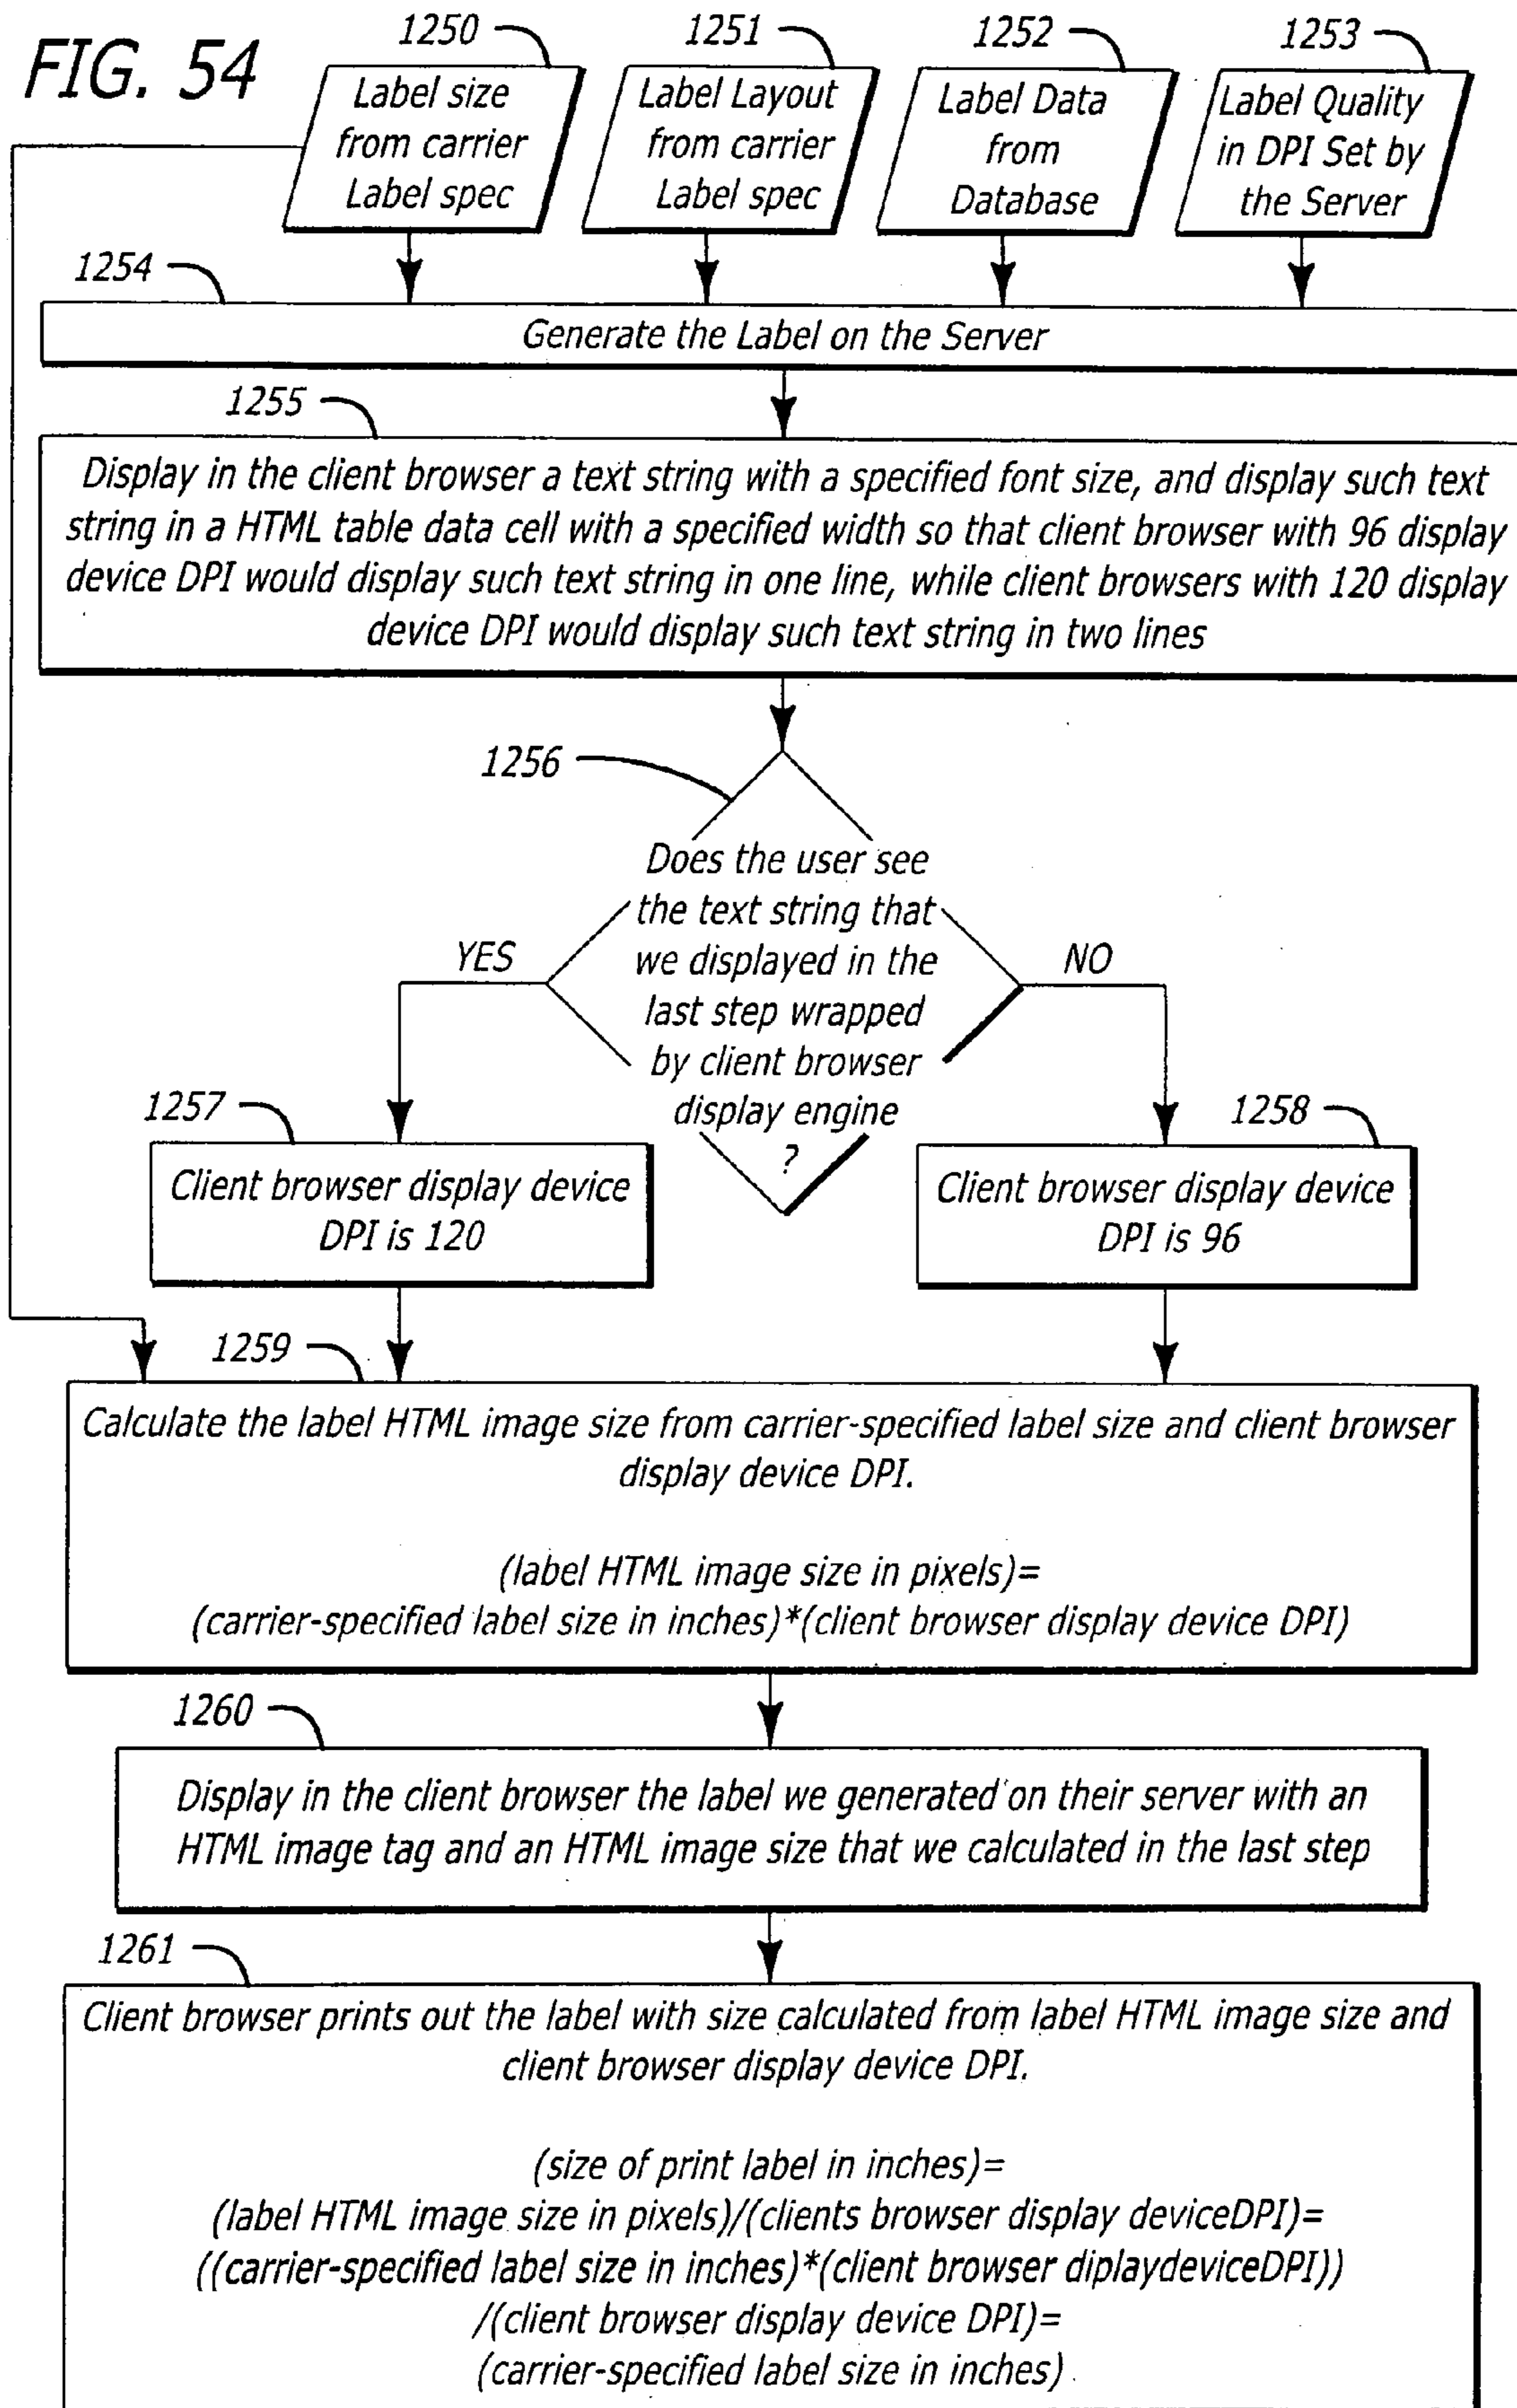 FIG. 54
1250
1251
1252
1253
Label size
from carrier
Label spec
Label Layout
from carrier
Label spec
Label Data
from
Database
Label Quality
in DPI Set by
the Server
1254
Generate the Label on the Server
1255
Display in the client browser a text string with a specified font size, and display such text
string in a HTML table data cell with a specified width so that client browser with 96 display
device DPI would display such text string in one line, while client browsers with 120 display
device DPI would display such text string in two lines
1256
Does the user see
the text string that
we displayed in the
last step wrapped
by client browser
display engine
?
YES
NO
1257
Client browser display device
DPI is 120
1258
Client browser display device
DPI is 96
1259
Calculate the label HTML image size from carrier-specified label size and client browser
display device DPI.
(label HTML image size in pixels)=
(carrier-specified label size in inches)*(client browser display device DPI)
1260
Display in the client browser the label we generated on their server with an
HTML image tag and an HTML image size that we calculated in the last step
1261
Client browser prints out the label with size calculated from label HTML image size and
client browser display device DPI.
(size of print label in inches)=
(label HTML image size in pixels)/(clients browser display deviceDPI)=
((carrier-specified label size in inches)*(client browser diplaydeviceDPI))
/(client browser display device DPI)=
(carrier-specified label size in inches)